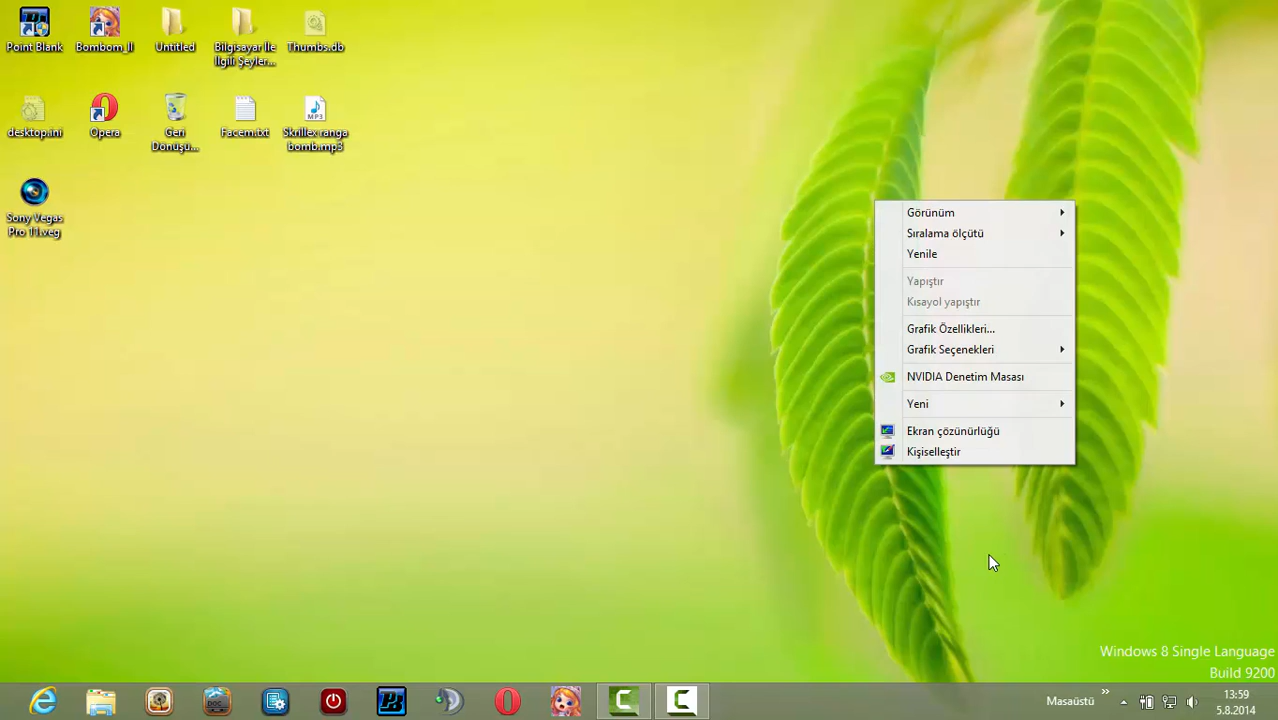 Point Blank
Bombom_II
Untitled
Bilgisayar İle
İlgili Şeyler...
Thumbs.db
desktop.ini
Opera
Geri
Dönüşü...
Facem.txt
Skrillex ranga
bomb.mp3
MP3
Sony Vegas
Pro 11.veg
Görünüm
Sıralama ölçütü
Yenile
Yapıştır
Kısayol yapıştır
Grafik Özellikleri...
Grafik Seçenekleri
NVIDIA Denetim Masası
Yeni
Ekran çözünürlüğü
Kişiselleştir
Windows 8 Single Language
Build 9200
DOC
Masaüstü
13:59
5.8.2014